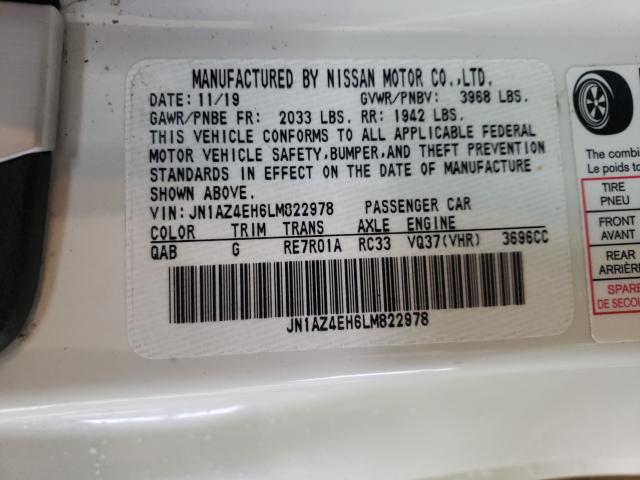 MANUFACTURED BY NISSAN MOTOR CO.,LTD.
DATE: 11/19 GVWR/PNBV: 3968 LBS.
GAWR/PNBE FR: 2033 LBS. RR: 1942 LBS.
THIS VEHICLE CONFORMS TO ALL APPLICABLE FEDERAL
MOTOR VEHICLE SAFETY,BUMPER,AND THEFT PREVENTION
STANDARDS IN EFFECT ON THE DATE OF MANUFACTURE
SHOWN ABOVE.
VIN: JN1AZ4EH6LM822978 PASSENGER CAR
COLOR TRIM TRANS AXLE ENGINE
QAB G RE7R01A RC33 VQ37(VHR) 3696CC
JN1AZ4EH6LM822978
The combi
Le poids to
TIRE
PNEU
FRONT
AVANT
REAR
ARRIÈRE
SPARE
DE SECOU